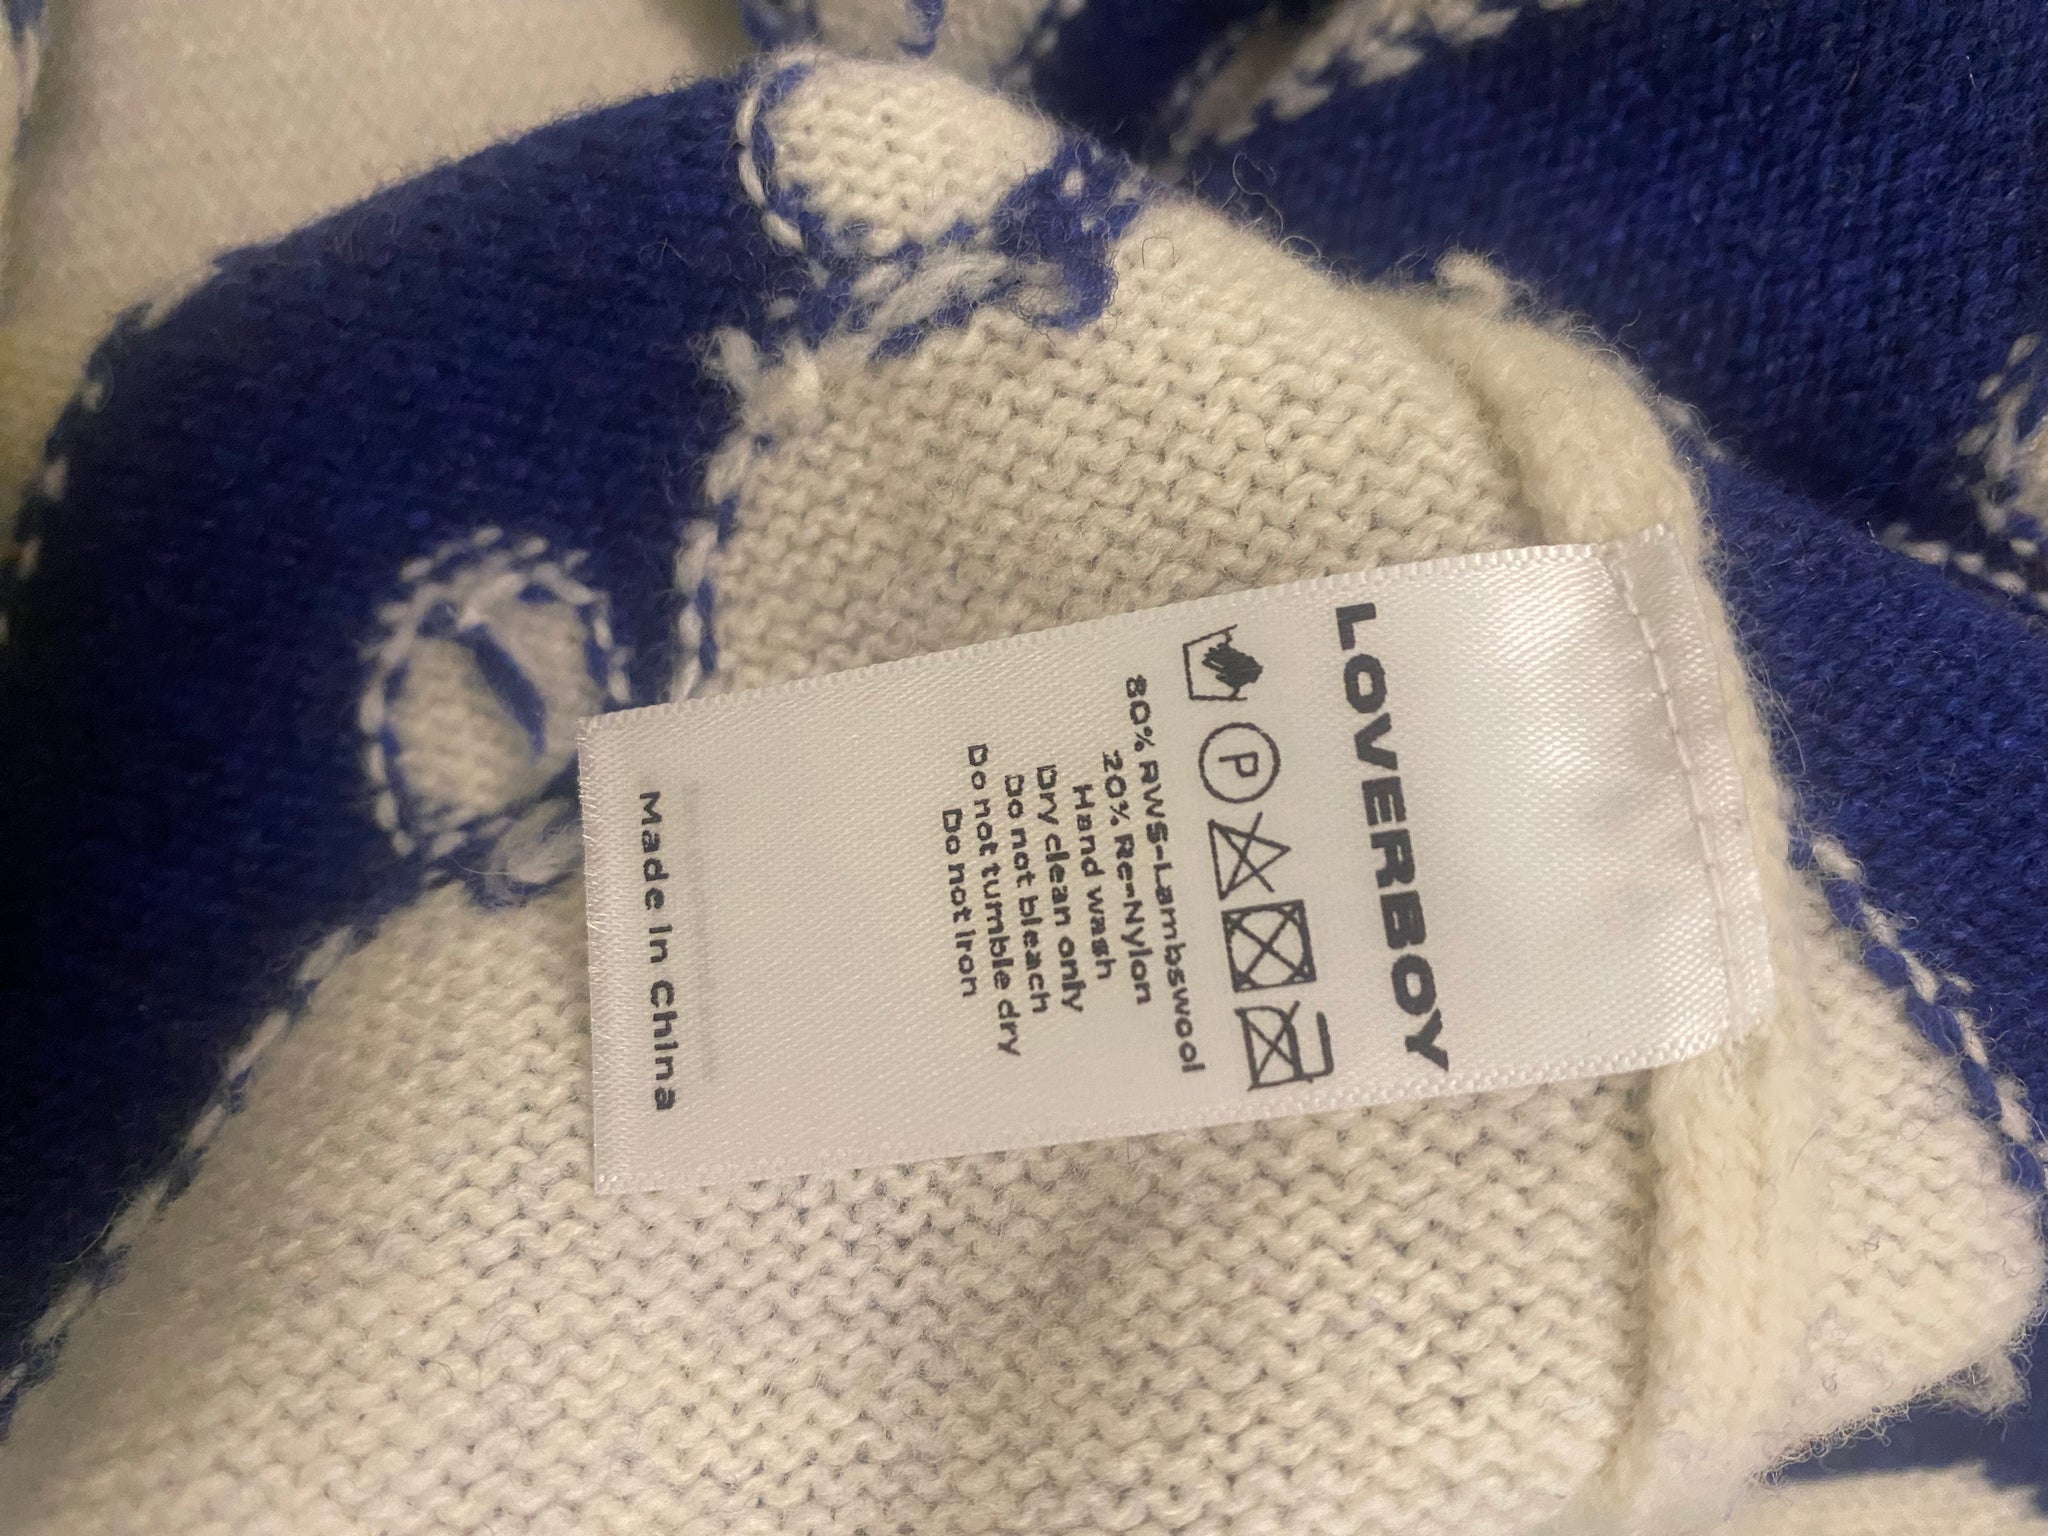 LOVERBOY
P
80% RWS-Lambswool
20% Re-Nylon
Hand wash
Dry clean only
Do not bleach
Do not tumble dry
Do not iron
Made in China